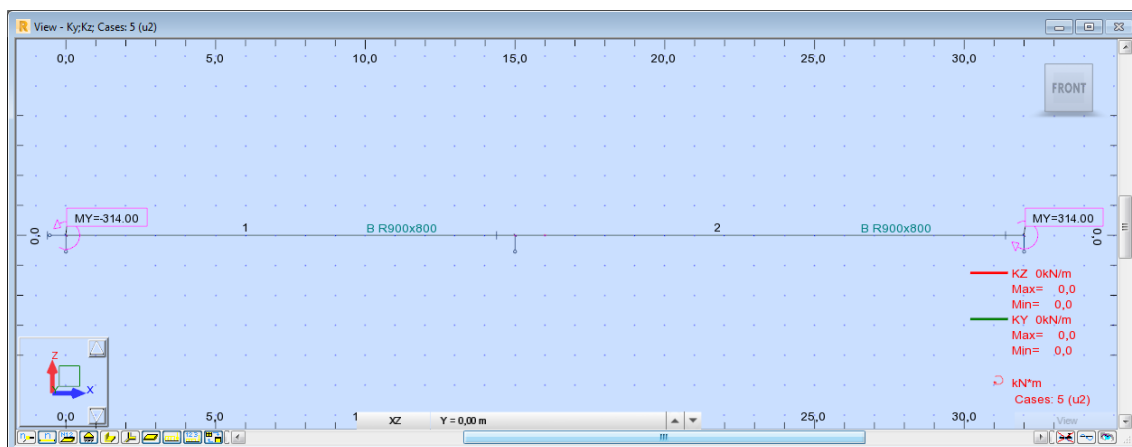 View - Ky;Kz; Cases: 5 (u2)
0,0 5,0 10,0 15,0 20,0 25,0 30,0
FRONT
MY=-314.00
MY=314.00
0,0 1 B R900x800 2 B R900x800 0,0
KZ 0kN/m
Max= 0,0
Min= 0,0
KY 0kN/m
Max= 0,0
Min= 0,0
kN*m
Cases: 5 (u2)
Z
X
0,0 5,0 1 25,0 30,0
XZ Y = 0,00 m
View